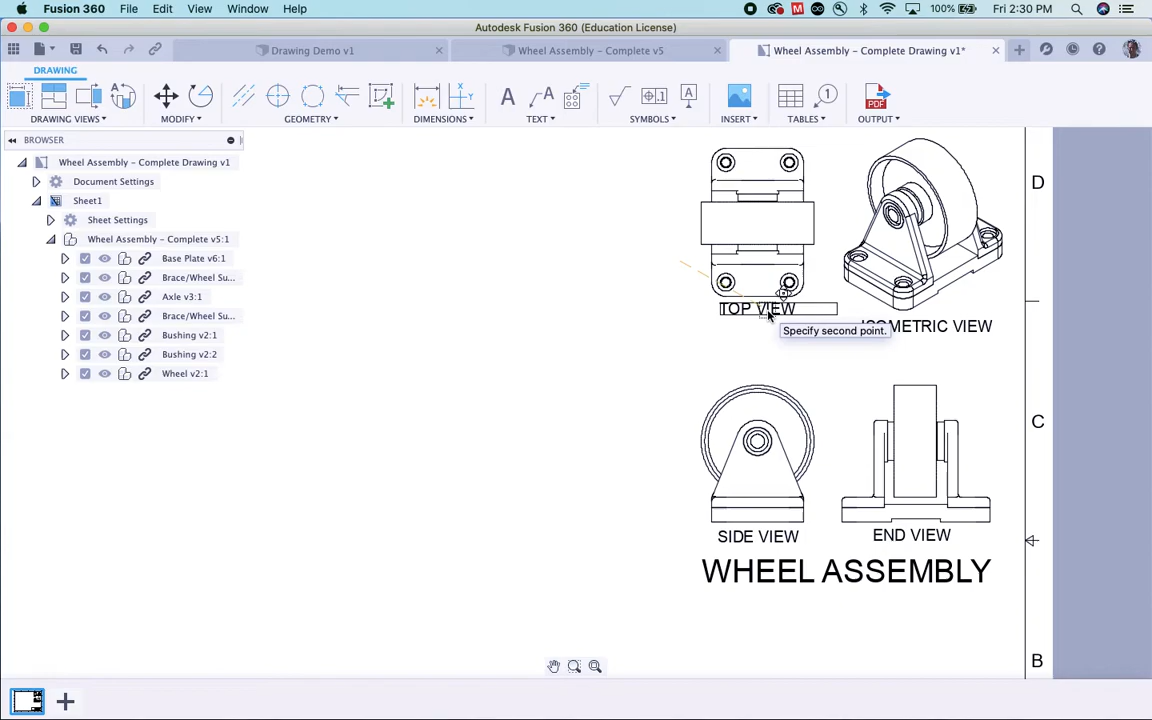 Fusion 360 File Edit View Window Help
100% Fri 2:30 PM
Autodesk Fusion 360 (Education License)
Drawing Demo v1
Wheel Assembly – Complete v5
Wheel Assembly – Complete Drawing v1*
DRAWING
DRAWING VIEWS MODIFY GEOMETRY DIMENSIONS TEXT SYMBOLS INSERT TABLES OUTPUT
BROWSER
Wheel Assembly – Complete Drawing v1
Document Settings
Sheet1
Sheet Settings
Wheel Assembly – Complete v5:1
Base Plate v6:1
Brace/Wheel Su...
Axle v3:1
Brace/Wheel Su...
Bushing v2:1
Bushing v2:2
Wheel v2:1
D
TOP VIEW
Specify second point.
ISOMETRIC VIEW
C
SIDE VIEW
END VIEW
WHEEL ASSEMBLY
B